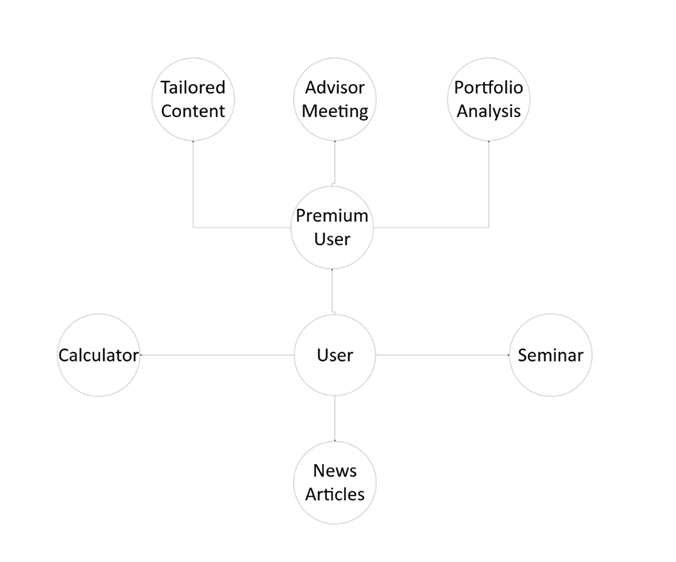 Tailored
Content
Advisor
Meeting
Portfolio
Analysis
Premium
User
Calculator
User
Seminar
News
Articles